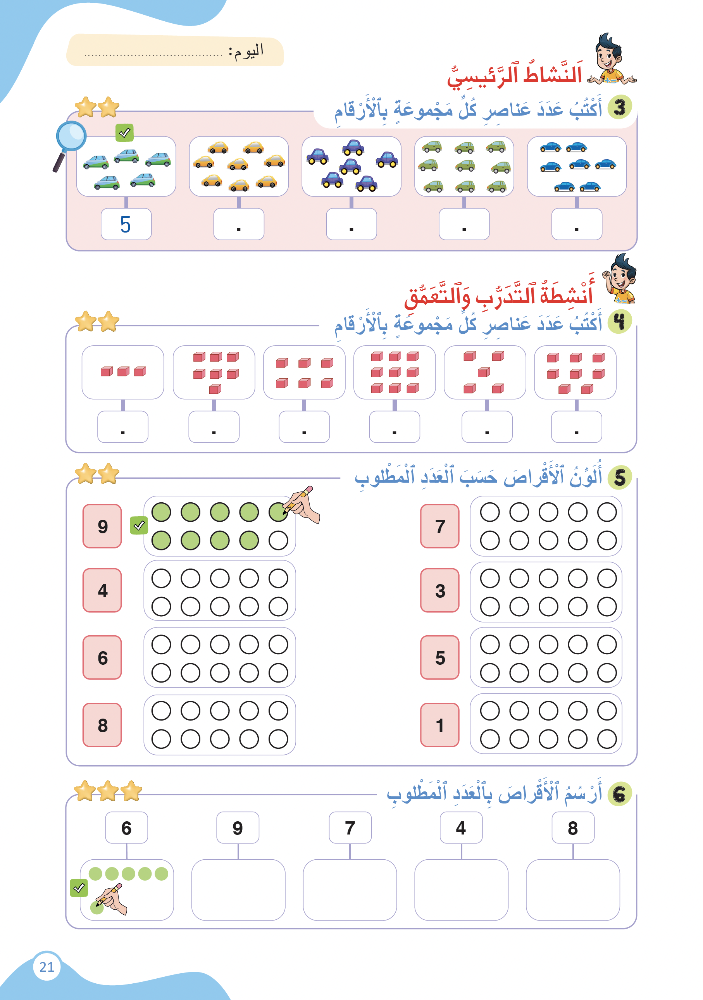 اليوم: ........................................
اَلنَّشاطُ ٱلرَّئيسِيُّ
3 أَكْتُبُ عَدَدَ عَناصِرِ كُلِّ مَجْموعَةٍ بِٱلْأَرْقامِ
5 . . . .
أَنْشِطَةُ ٱلتَّدَرُّبِ وَٱلتَّعَمُّقِ
4 أَكْتُبُ عَدَدَ عَناصِرِ كُلِّ مَجْموعَةٍ بِٱلْأَرْقامِ
. . . . . .
5 أُلَوِّنُ ٱلْأَقْراصَ حَسَبَ ٱلْعَدَدِ ٱلْمَطْلوبِ
9 7
4 3
6 5
8 1
6 أَرْسُمُ ٱلْأَقْراصَ بِٱلْعَدَدِ ٱلْمَطْلوبِ
6 9 7 4 8
21